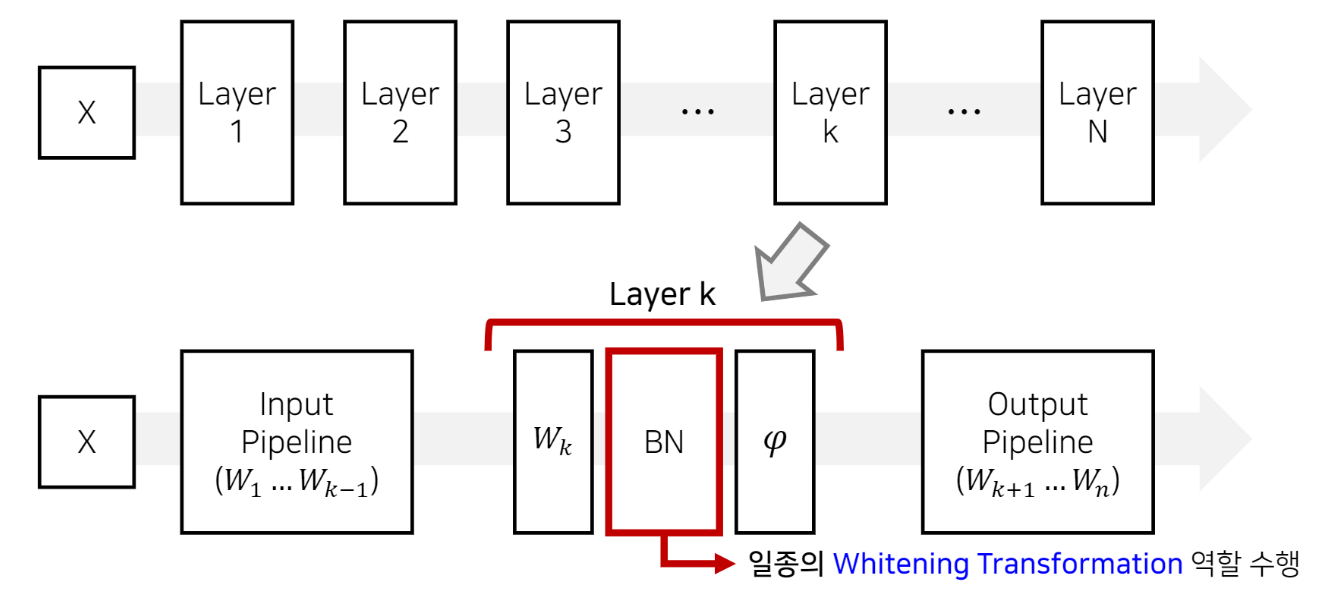 X
Layer
1
Layer
2
Layer
3
...
Layer
k
...
Layer
N
Layer k
X
Input
Pipeline
(W₁ … Wₖ₋₁)
Wₖ
BN
φ
Output
Pipeline
(Wₖ₊₁ … Wₙ)
일종의 Whitening Transformation 역할 수행